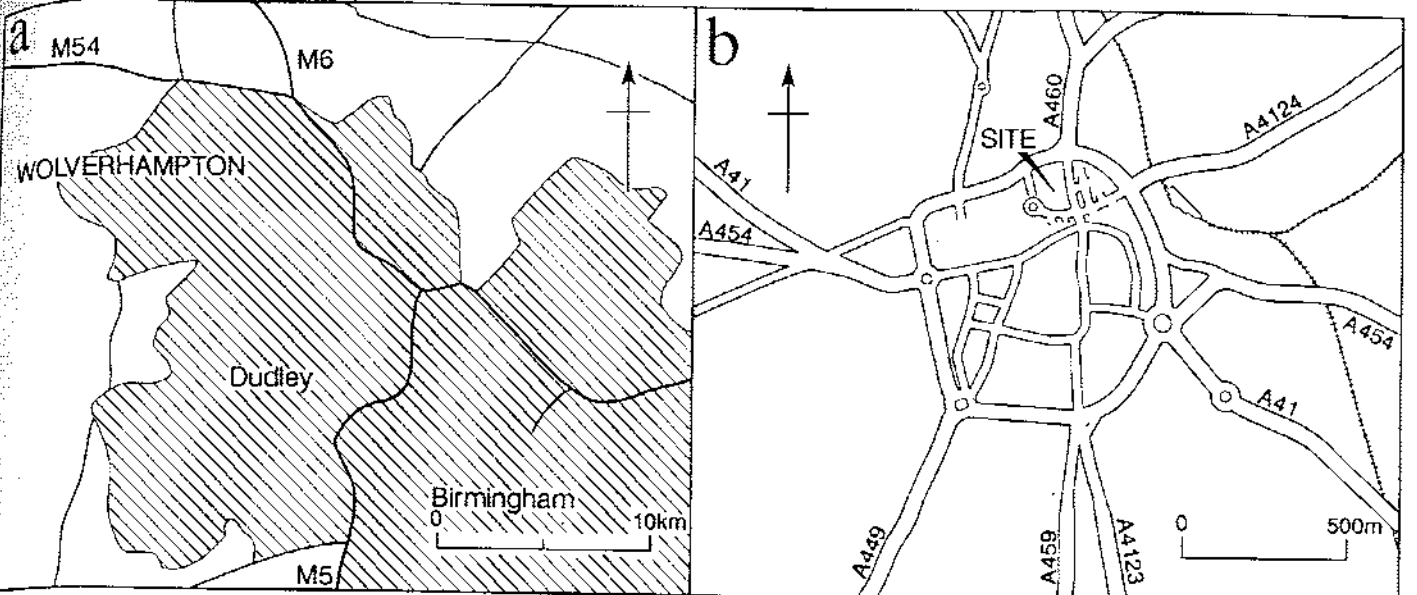 a
M54
M6
WOLVERHAMPTON
Dudley
Birmingham
0 10km
M5
b
A460
A4124
SITE
A41
A454
A454
A41
A449
A459
A4123
0 500m